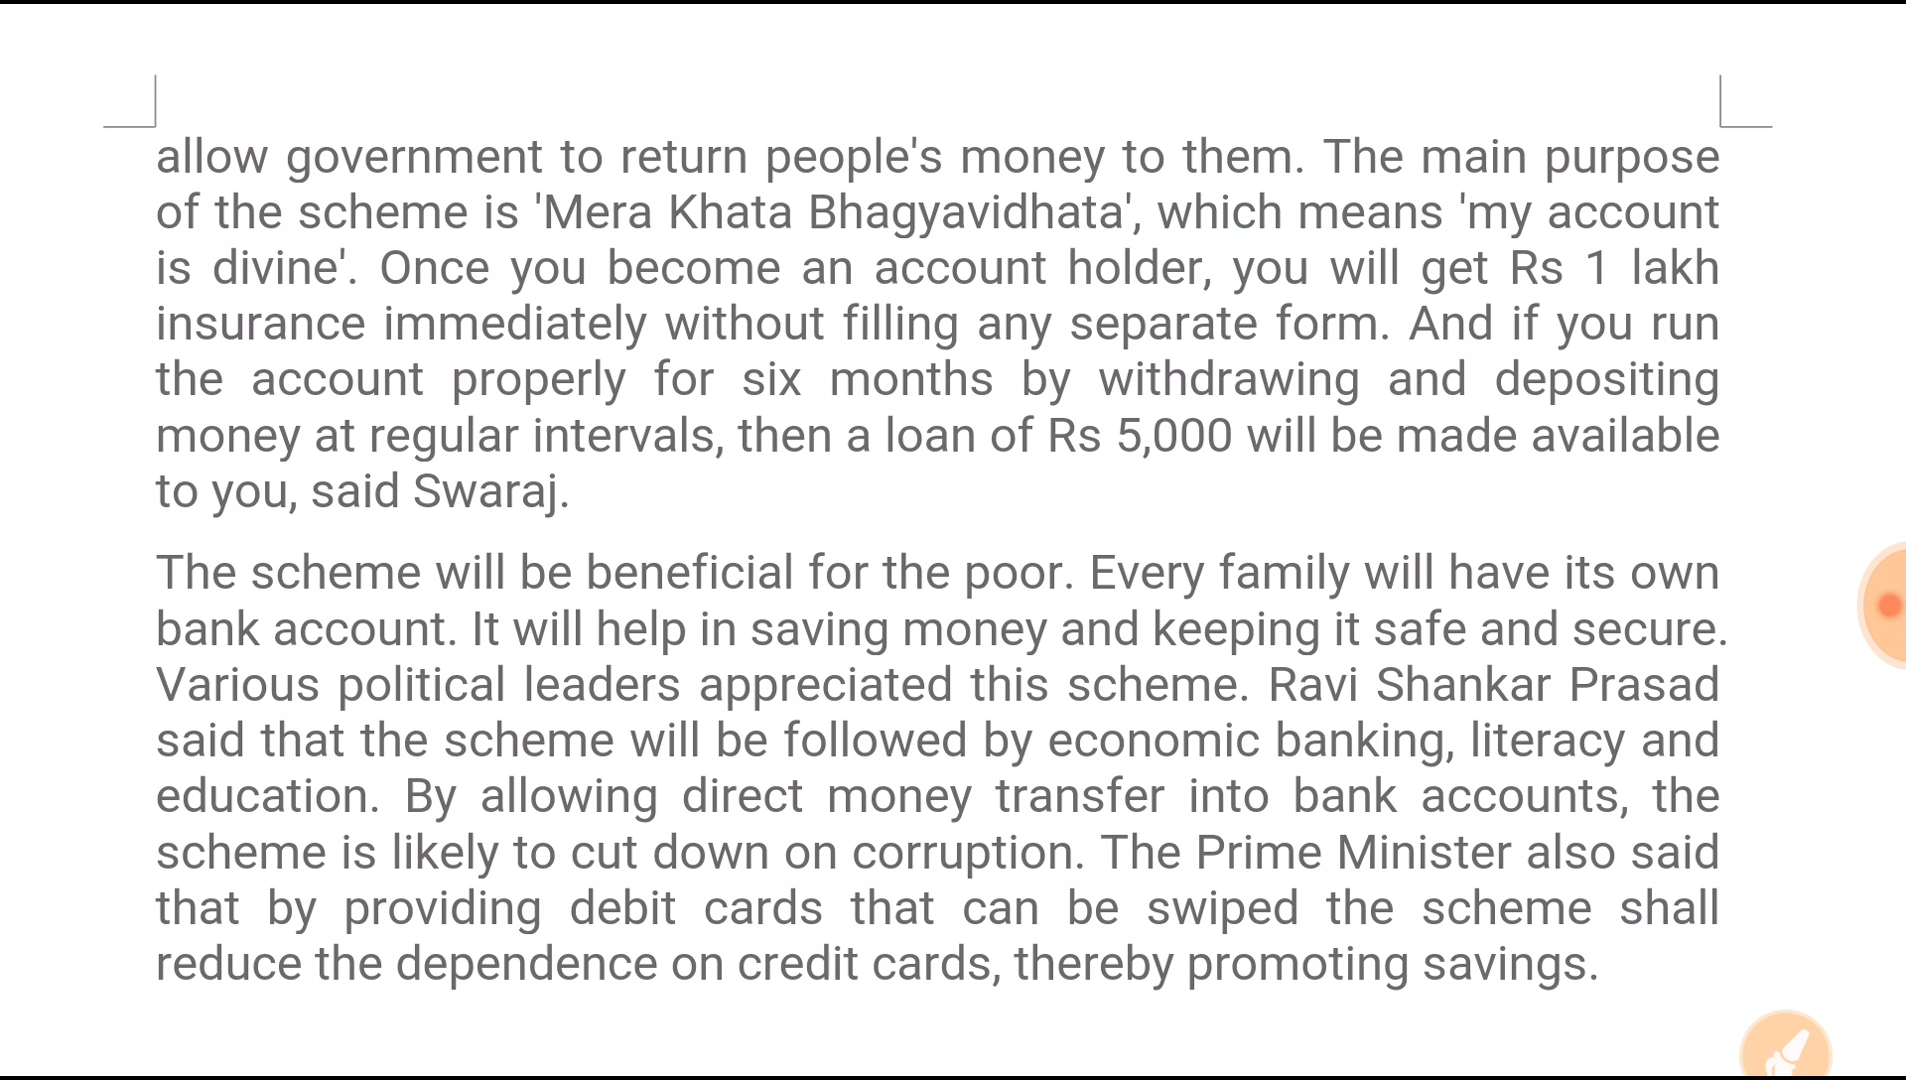 allow government to return people's money to them. The main purpose
of the scheme is 'Mera Khata Bhagyavidhata', which means 'my account
is divine'. Once you become an account holder, you will get Rs 1 lakh
insurance immediately without filling any separate form. And if you run
the account properly for six months by withdrawing and depositing
money at regular intervals, then a loan of Rs 5,000 will be made available
to you, said Swaraj.
The scheme will be beneficial for the poor. Every family will have its own
bank account. It will help in saving money and keeping it safe and secure.
Various political leaders appreciated this scheme. Ravi Shankar Prasad
said that the scheme will be followed by economic banking, literacy and
education. By allowing direct money transfer into bank accounts, the
scheme is likely to cut down on corruption. The Prime Minister also said
that by providing debit cards that can be swiped the scheme shall
reduce the dependence on credit cards, thereby promoting savings.